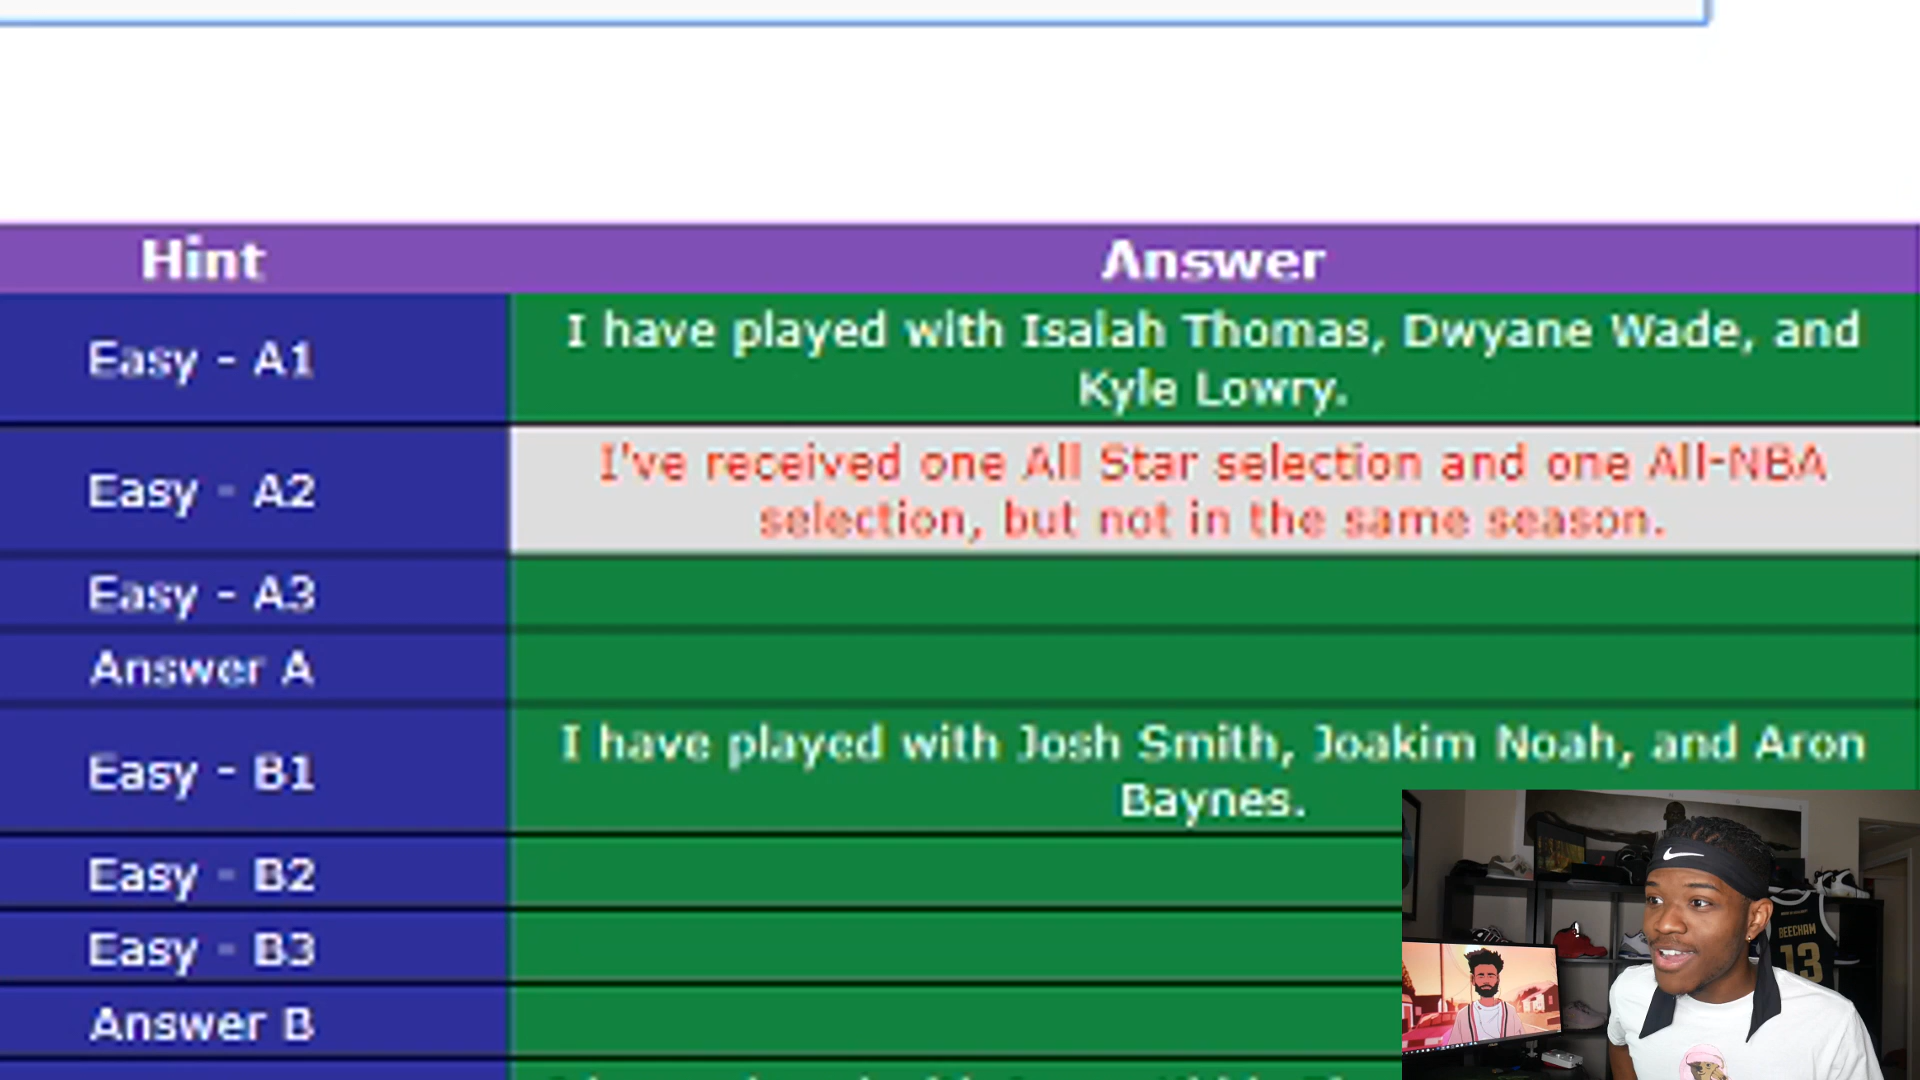 Hint Answer
Easy - A1
I have played with Isaiah Thomas, Dwyane Wade, and
Kyle Lowry.
Easy - A2
I've received one All Star selection and one All-NBA
selection, but not in the same season.
Easy - A3
Answer A
Easy - B1
I have played with Josh Smith, Joakim Noah, and Aron
Baynes.
Easy - B2
Easy - B3
Answer B
BEECHAM
13